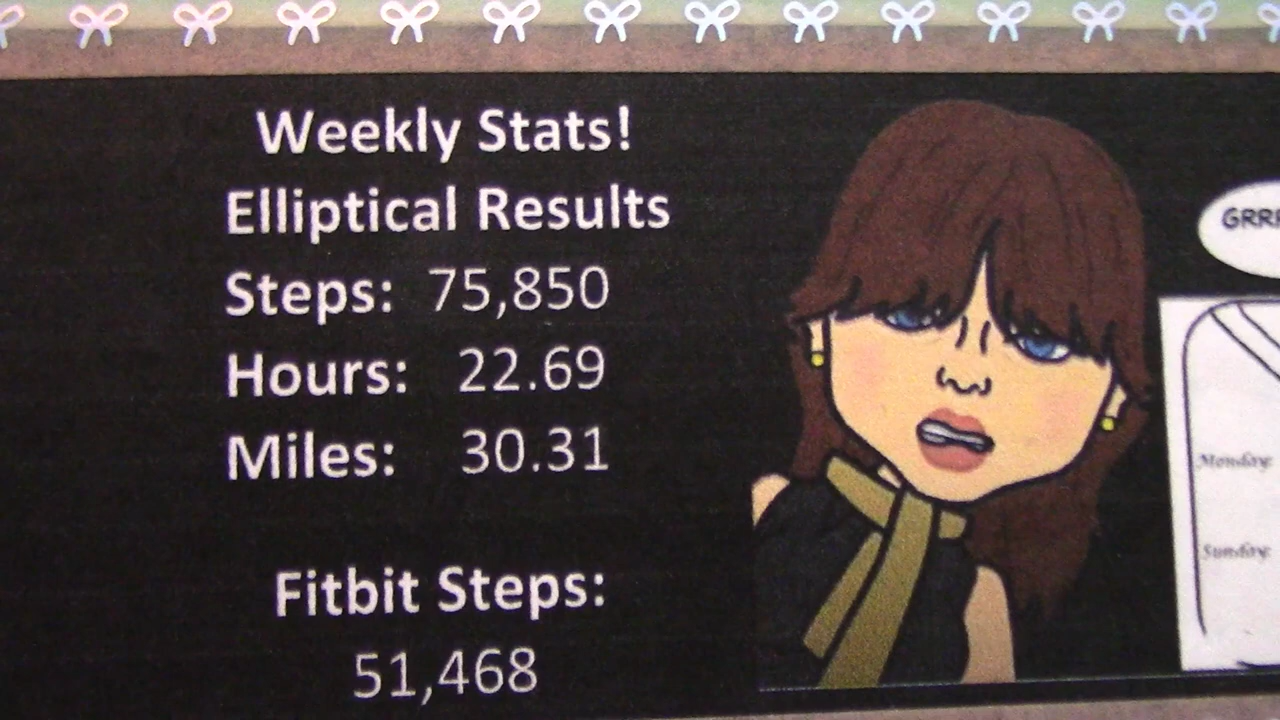 Weekly Stats!
Elliptical Results
Steps: 75,850
Hours: 22.69
Miles: 30.31
Fitbit Steps:
51,468
Monday
Sunday